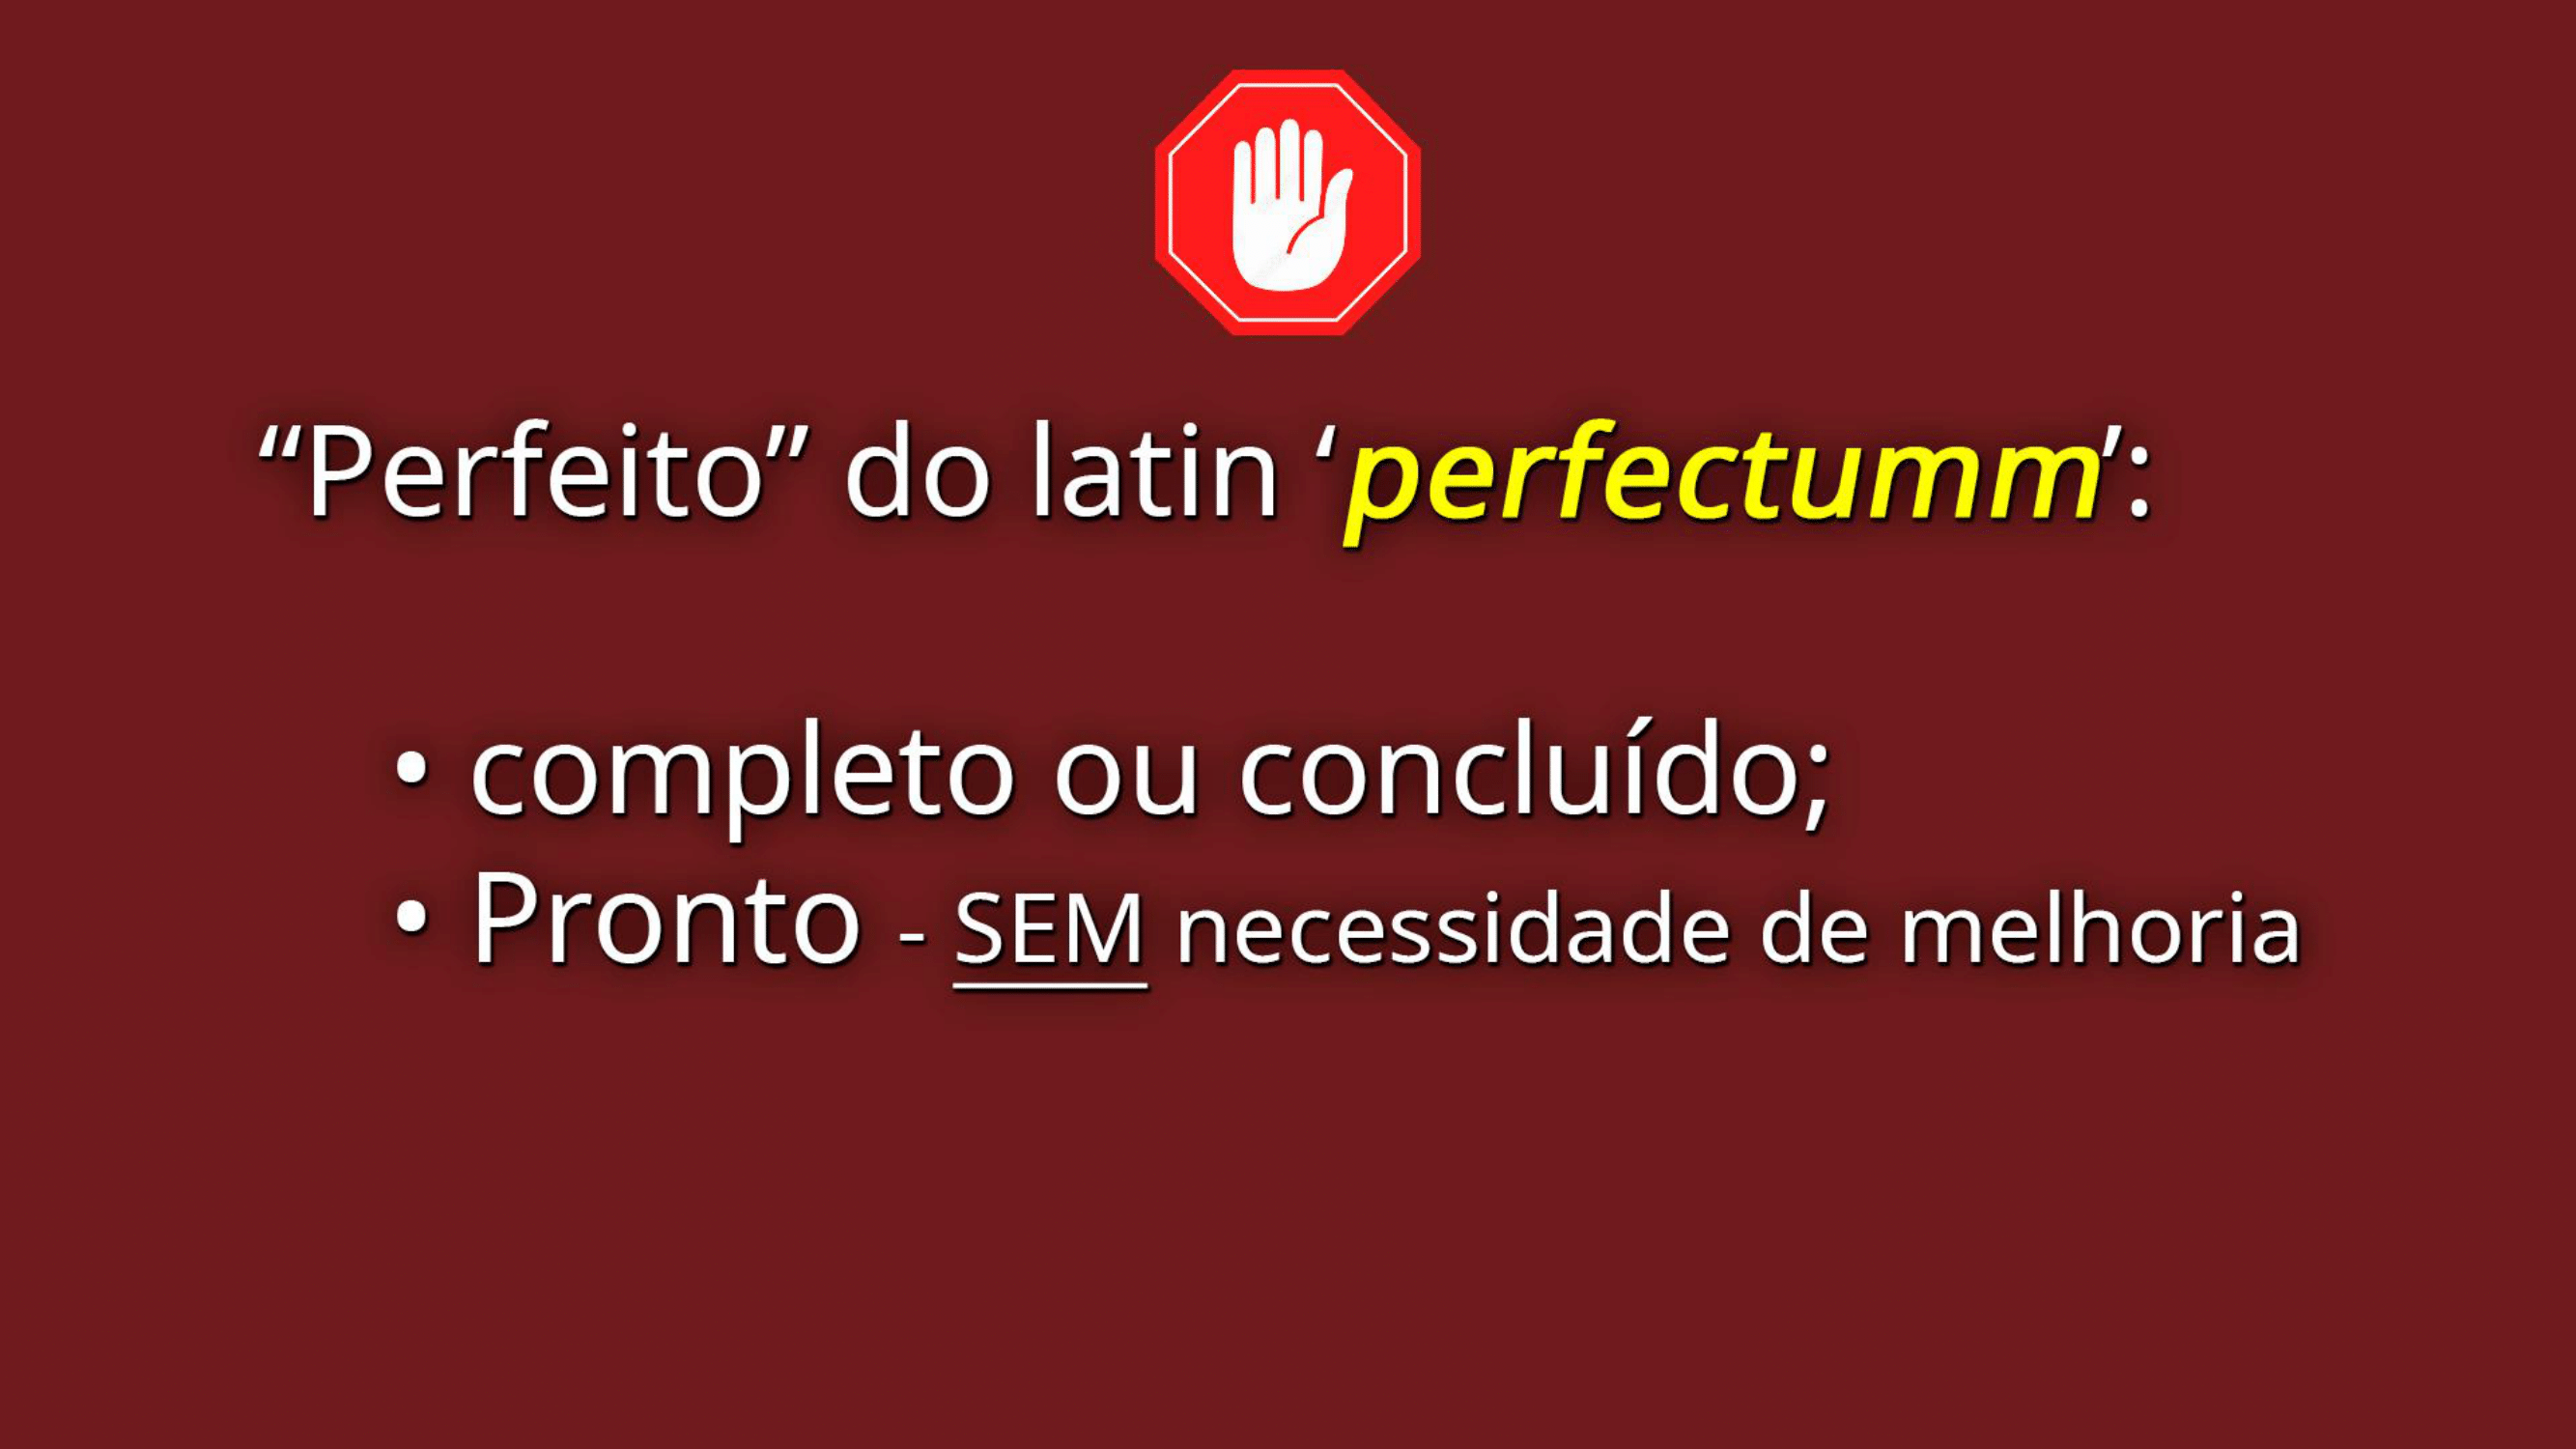 “Perfeito” do latin ‘perfectumm’:
• completo ou concluído;
• Pronto - SEM necessidade de melhoria